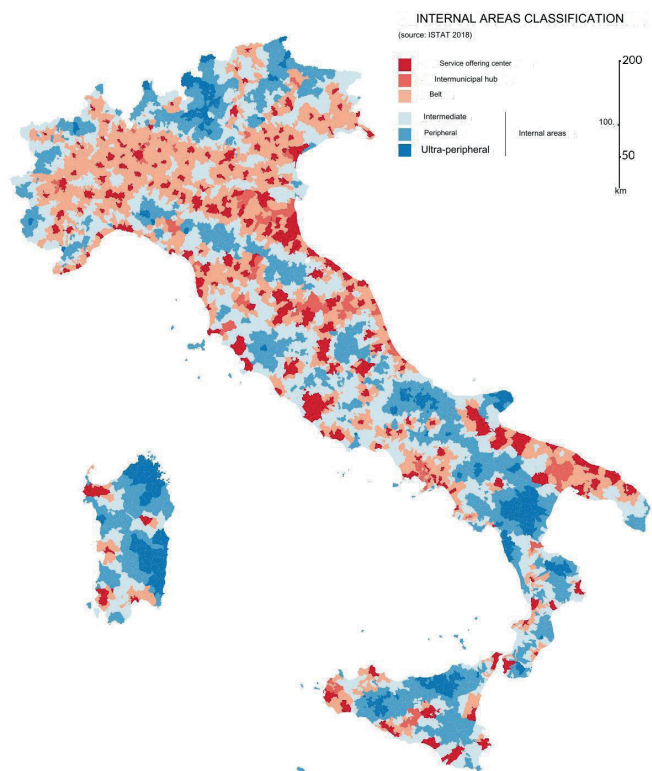 INTERNAL AREAS CLASSIFICATION
(source: ISTAT 2018)
Service offering center
Intermunicipal hub
Belt
Intermediate
Peripheral
Ultra-peripheral
Internal areas
200
100
50
km